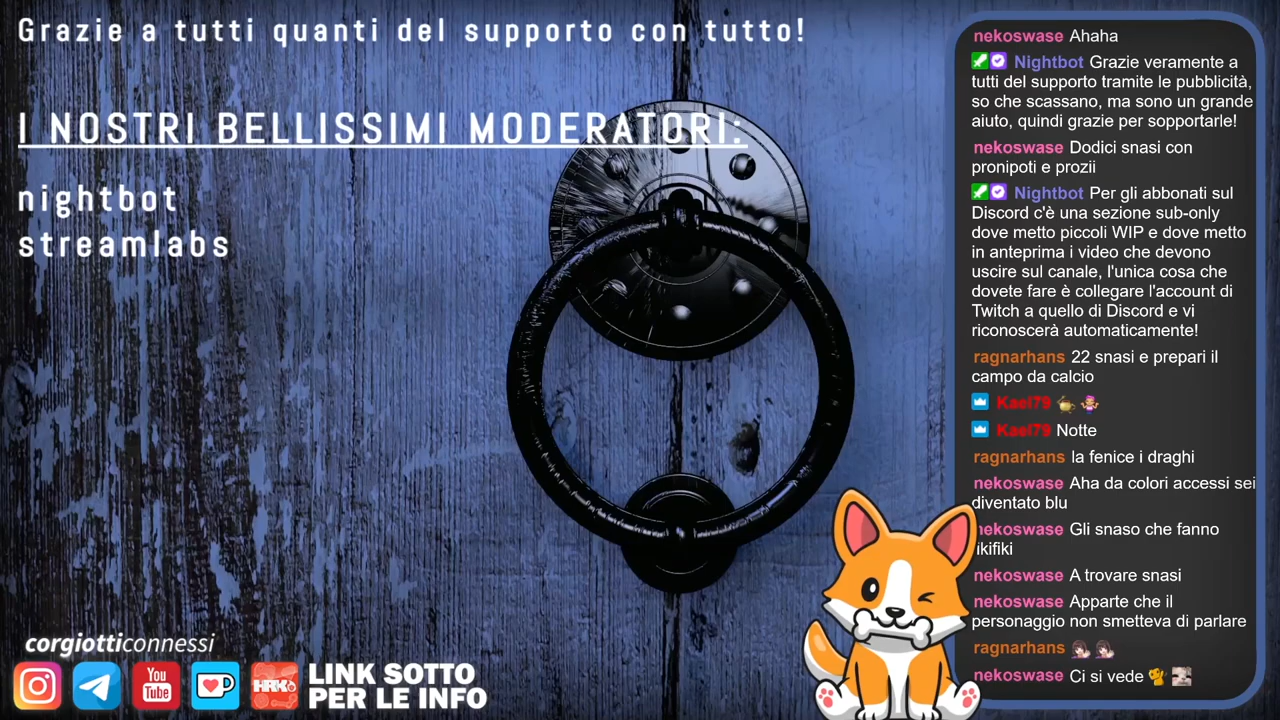 Grazie a tutti quanti del supporto con tutto!
I NOSTRI BELLISSIMI MODERATORI:
nightbot
streamlabs
corgiotticonnessi
You
Tube
HRK
LINK SOTTO
PER LE INFO
nekoswase Ahaha
Nightbot Grazie veramente a
tutti del supporto tramite le pubblicità,
so che scassano, ma sono un grande
aiuto, quindi grazie per sopportarle!
nekoswase Dodici snasi con
pronipoti e prozii
Nightbot Per gli abbonati sul
Discord c'è una sezione sub-only
dove metto piccoli WIP e dove metto
in anteprima i video che devono
uscire sul canale, l'unica cosa che
dovete fare è collegare l'account di
Twitch a quello di Discord e vi
riconoscerà automaticamente!
ragnarhans 22 snasi e prepari il
campo da calcio
Kael79
Kael79 Notte
ragnarhans la fenice i draghi
nekoswase Aha da colori accessi sei
diventato blu
nekoswase Gli snaso che fanno
ikifiki
nekoswase A trovare snasi
nekoswase Apparte che il
personaggio non smetteva di parlare
ragnarhans
nekoswase Ci si vede